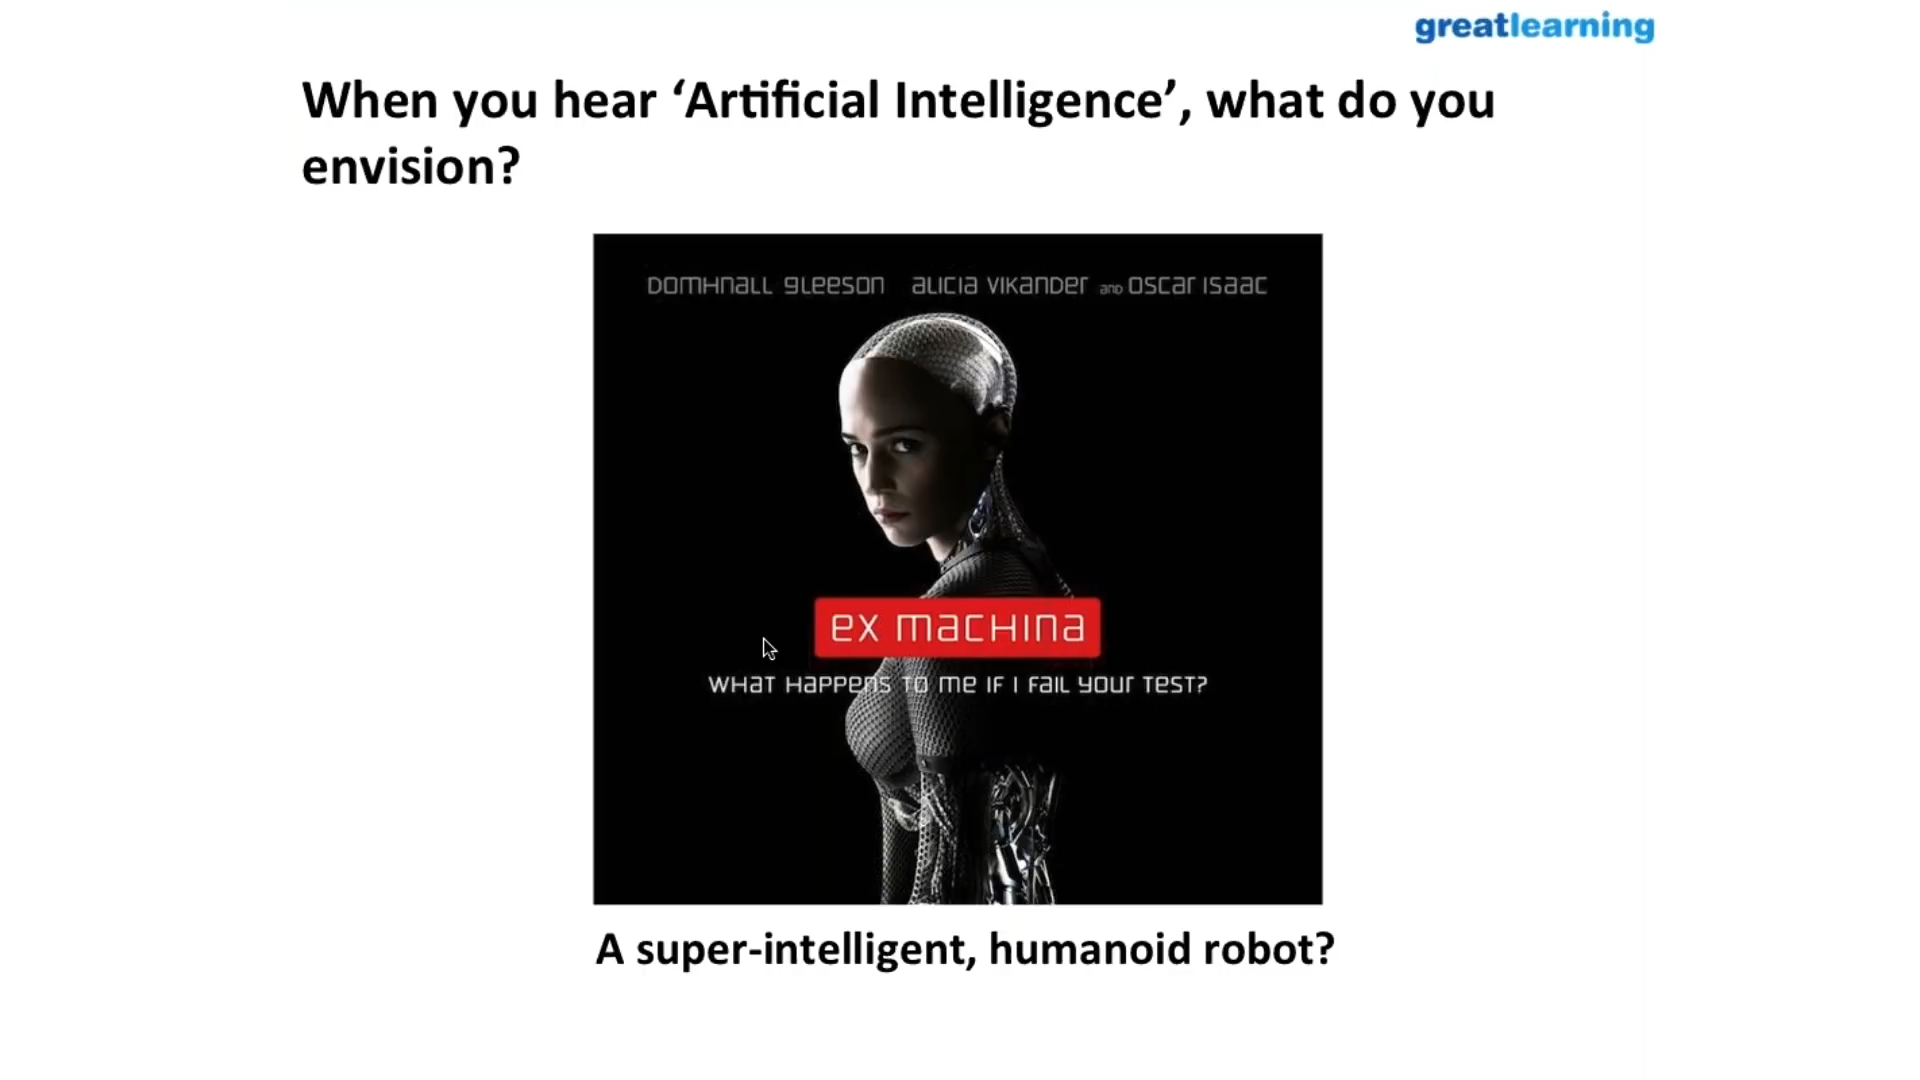 greatlearning
When you hear ‘Artificial Intelligence’, what do you
envision?
DOMHNALL GLEESON ALICIA VIKANDER AND OSCAR ISAAC
EX MACHINA
WHAT HAPPENS TO ME IF I FAIL YOUR TEST?
A super-intelligent, humanoid robot?